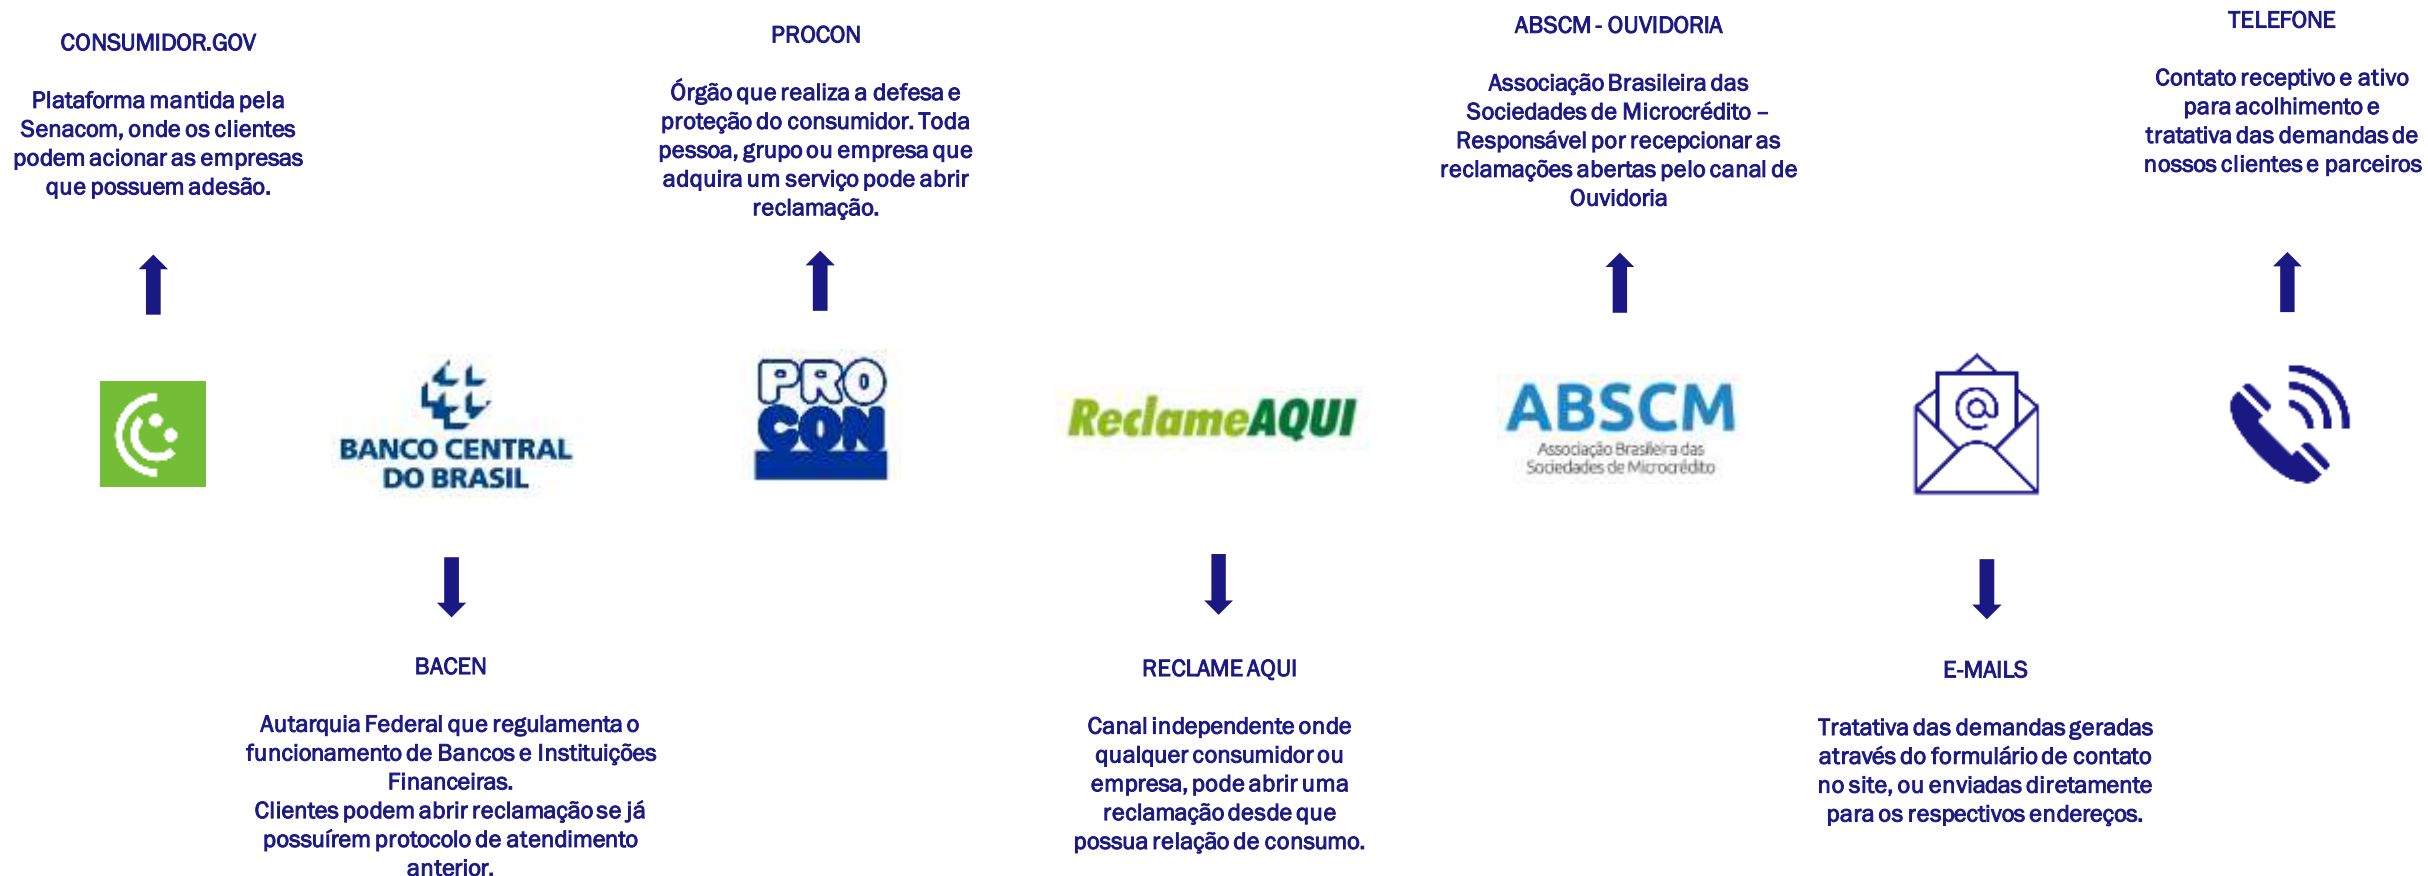 CONSUMIDOR.GOV
Plataforma mantida pela
Senacom, onde os clientes
podem acionar as empresas
que possuem adesão.
PROCON
Órgão que realiza a defesa e
proteção do consumidor. Toda
pessoa, grupo ou empresa que
adquira um serviço pode abrir
reclamação.
ABSCM - OUVIDORIA
Associação Brasileira das
Sociedades de Microcrédito –
Responsável por recepcionar as
reclamações abertas pelo canal de
Ouvidoria
TELEFONE
Contato receptivo e ativo
para acolhimento e
tratativa das demandas de
nossos clientes e parceiros
BANCO CENTRAL
DO BRASIL
PRO
CON
ReclameAQUI
ABSCM
Associação Brasileira das
Sociedades de Microcrédito
@
BACEN
Autarquia Federal que regulamenta o
funcionamento de Bancos e Instituições
Financeiras.
Clientes podem abrir reclamação se já
possuírem protocolo de atendimento
anterior.
RECLAME AQUI
Canal independente onde
qualquer consumidor ou
empresa, pode abrir uma
reclamação desde que
possua relação de consumo.
E-MAILS
Tratativa das demandas geradas
através do formulário de contato
no site, ou enviadas diretamente
para os respectivos endereços.